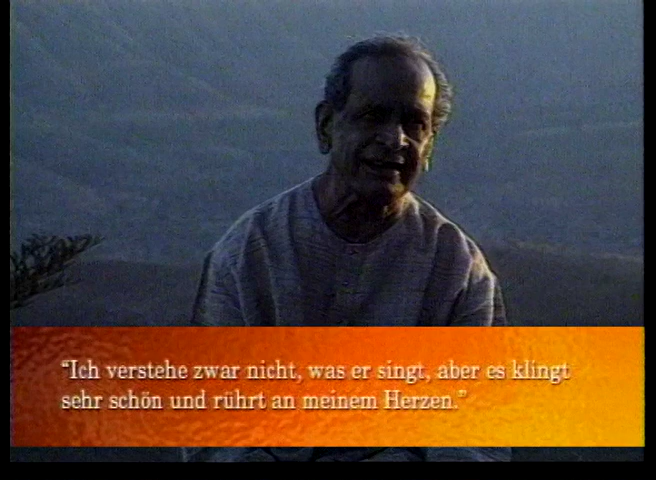 “Ich verstehe zwar nicht, was er singt, aber es klingt
sehr schön und rührt an meinem Herzen.”